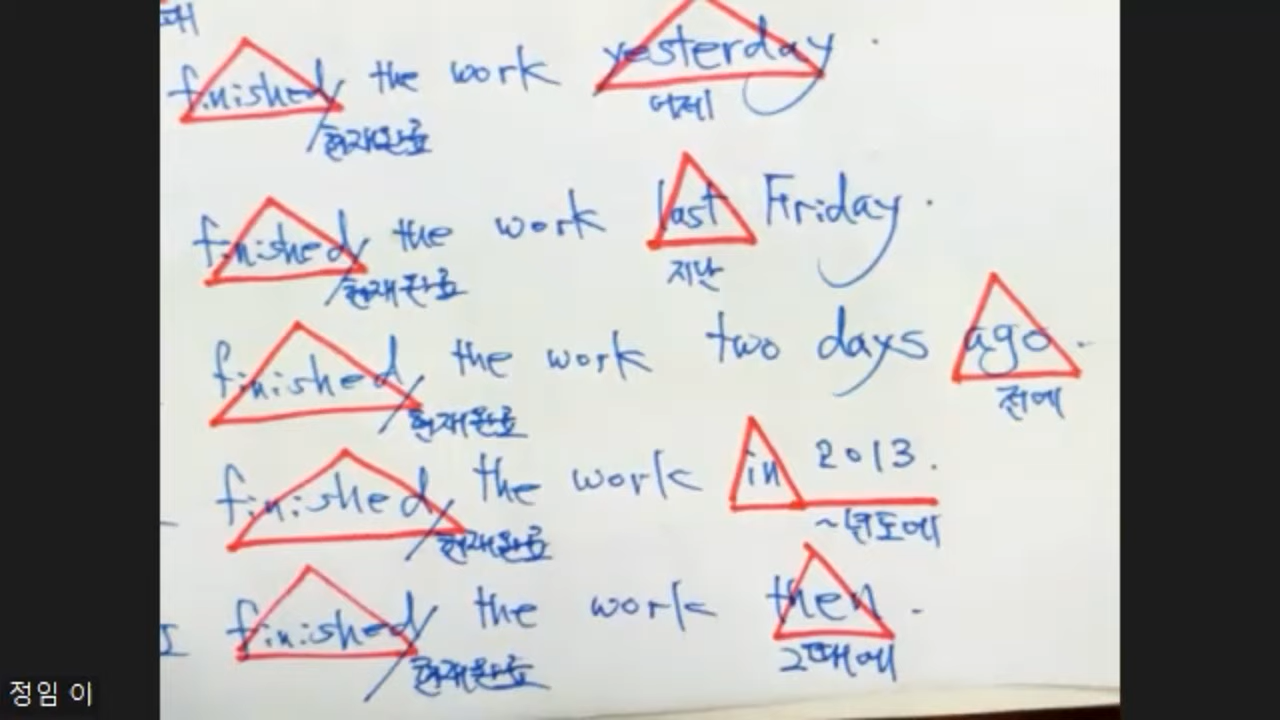 때
finished the work yesterday.
/현재완료 어제
finished the work last Friday.
/현재완료 지난
finished the work two days ago.
/현재완료 전에
finished the work in 2013.
/현재완료 ~년도에
I finished the work then.
/현재완료 그때에
정임 이